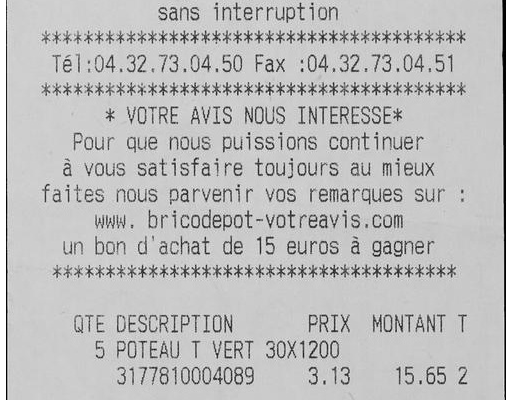 sans interruption
****************************************
Tél:04.32.73.04.50 Fax :04.32.73.04.51
****************************************
* VOTRE AVIS NOUS INTERESSE*
Pour que nous puissions continuer
à vous satisfaire toujours au mieux
faites nous parvenir vos remarques sur :
www. bricodepot-votreavis.com
un bon d'achat de 15 euros à gagner
**************************************
QTE DESCRIPTION PRIX MONTANT T
5 POTEAU T VERT 30X1200
3177810004089 3.13 15.65 2